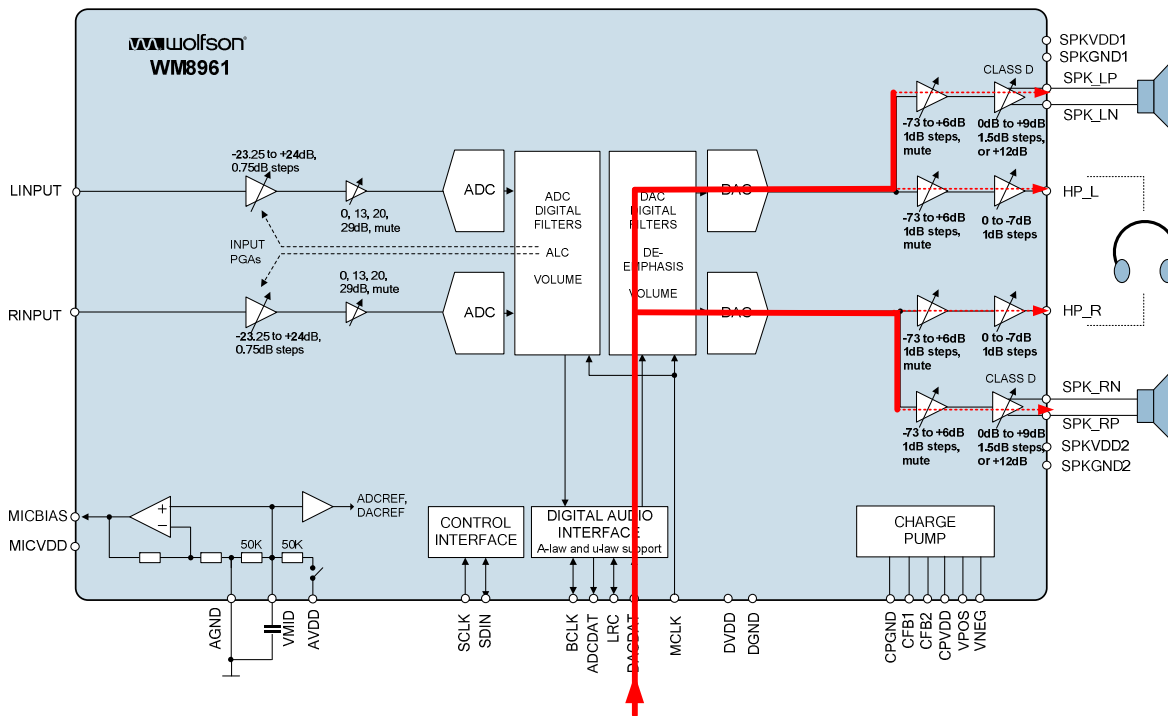 wolfson
WM8961
SPKVDD1
SPKGND1
CLASS D
SPK_LP
SPK_LN
-73 to +6dB
1dB steps,
mute
0dB to +9dB
1.5dB steps,
or +12dB
-23.25 to +24dB,
0.75dB steps
LINPUT
ADC
0, 13, 20,
29dB, mute
ADC
DIGITAL
FILTERS
ALC
VOLUME
DAC
DIGITAL
FILTERS
DE-
EMPHASIS
VOLUME
DAC
HP_L
-73 to +6dB
1dB steps,
mute
0 to -7dB
1dB steps
INPUT
PGAs
0, 13, 20,
29dB, mute
RINPUT
ADC
DAC
-23.25 to +24dB,
0.75dB steps
HP_R
-73 to +6dB
1dB steps,
mute
0 to -7dB
1dB steps
CLASS D
SPK_RN
SPK_RP
-73 to +6dB
1dB steps,
mute
0dB to +9dB
1.5dB steps,
or +12dB
SPKVDD2
SPKGND2
MICBIAS
MICVDD
+
−
ADCREF,
DACREF
50K
50K
CONTROL
INTERFACE
DIGITAL AUDIO
INTERFACE
A-law and u-law support
CHARGE
PUMP
AGND
VMID
AVDD
SCLK
SDIN
BCLK
ADCDAT
LRC
DACDAT
MCLK
DVDD
DGND
CPGND
CFB1
CFB2
CPVDD
VPOS
VNEG